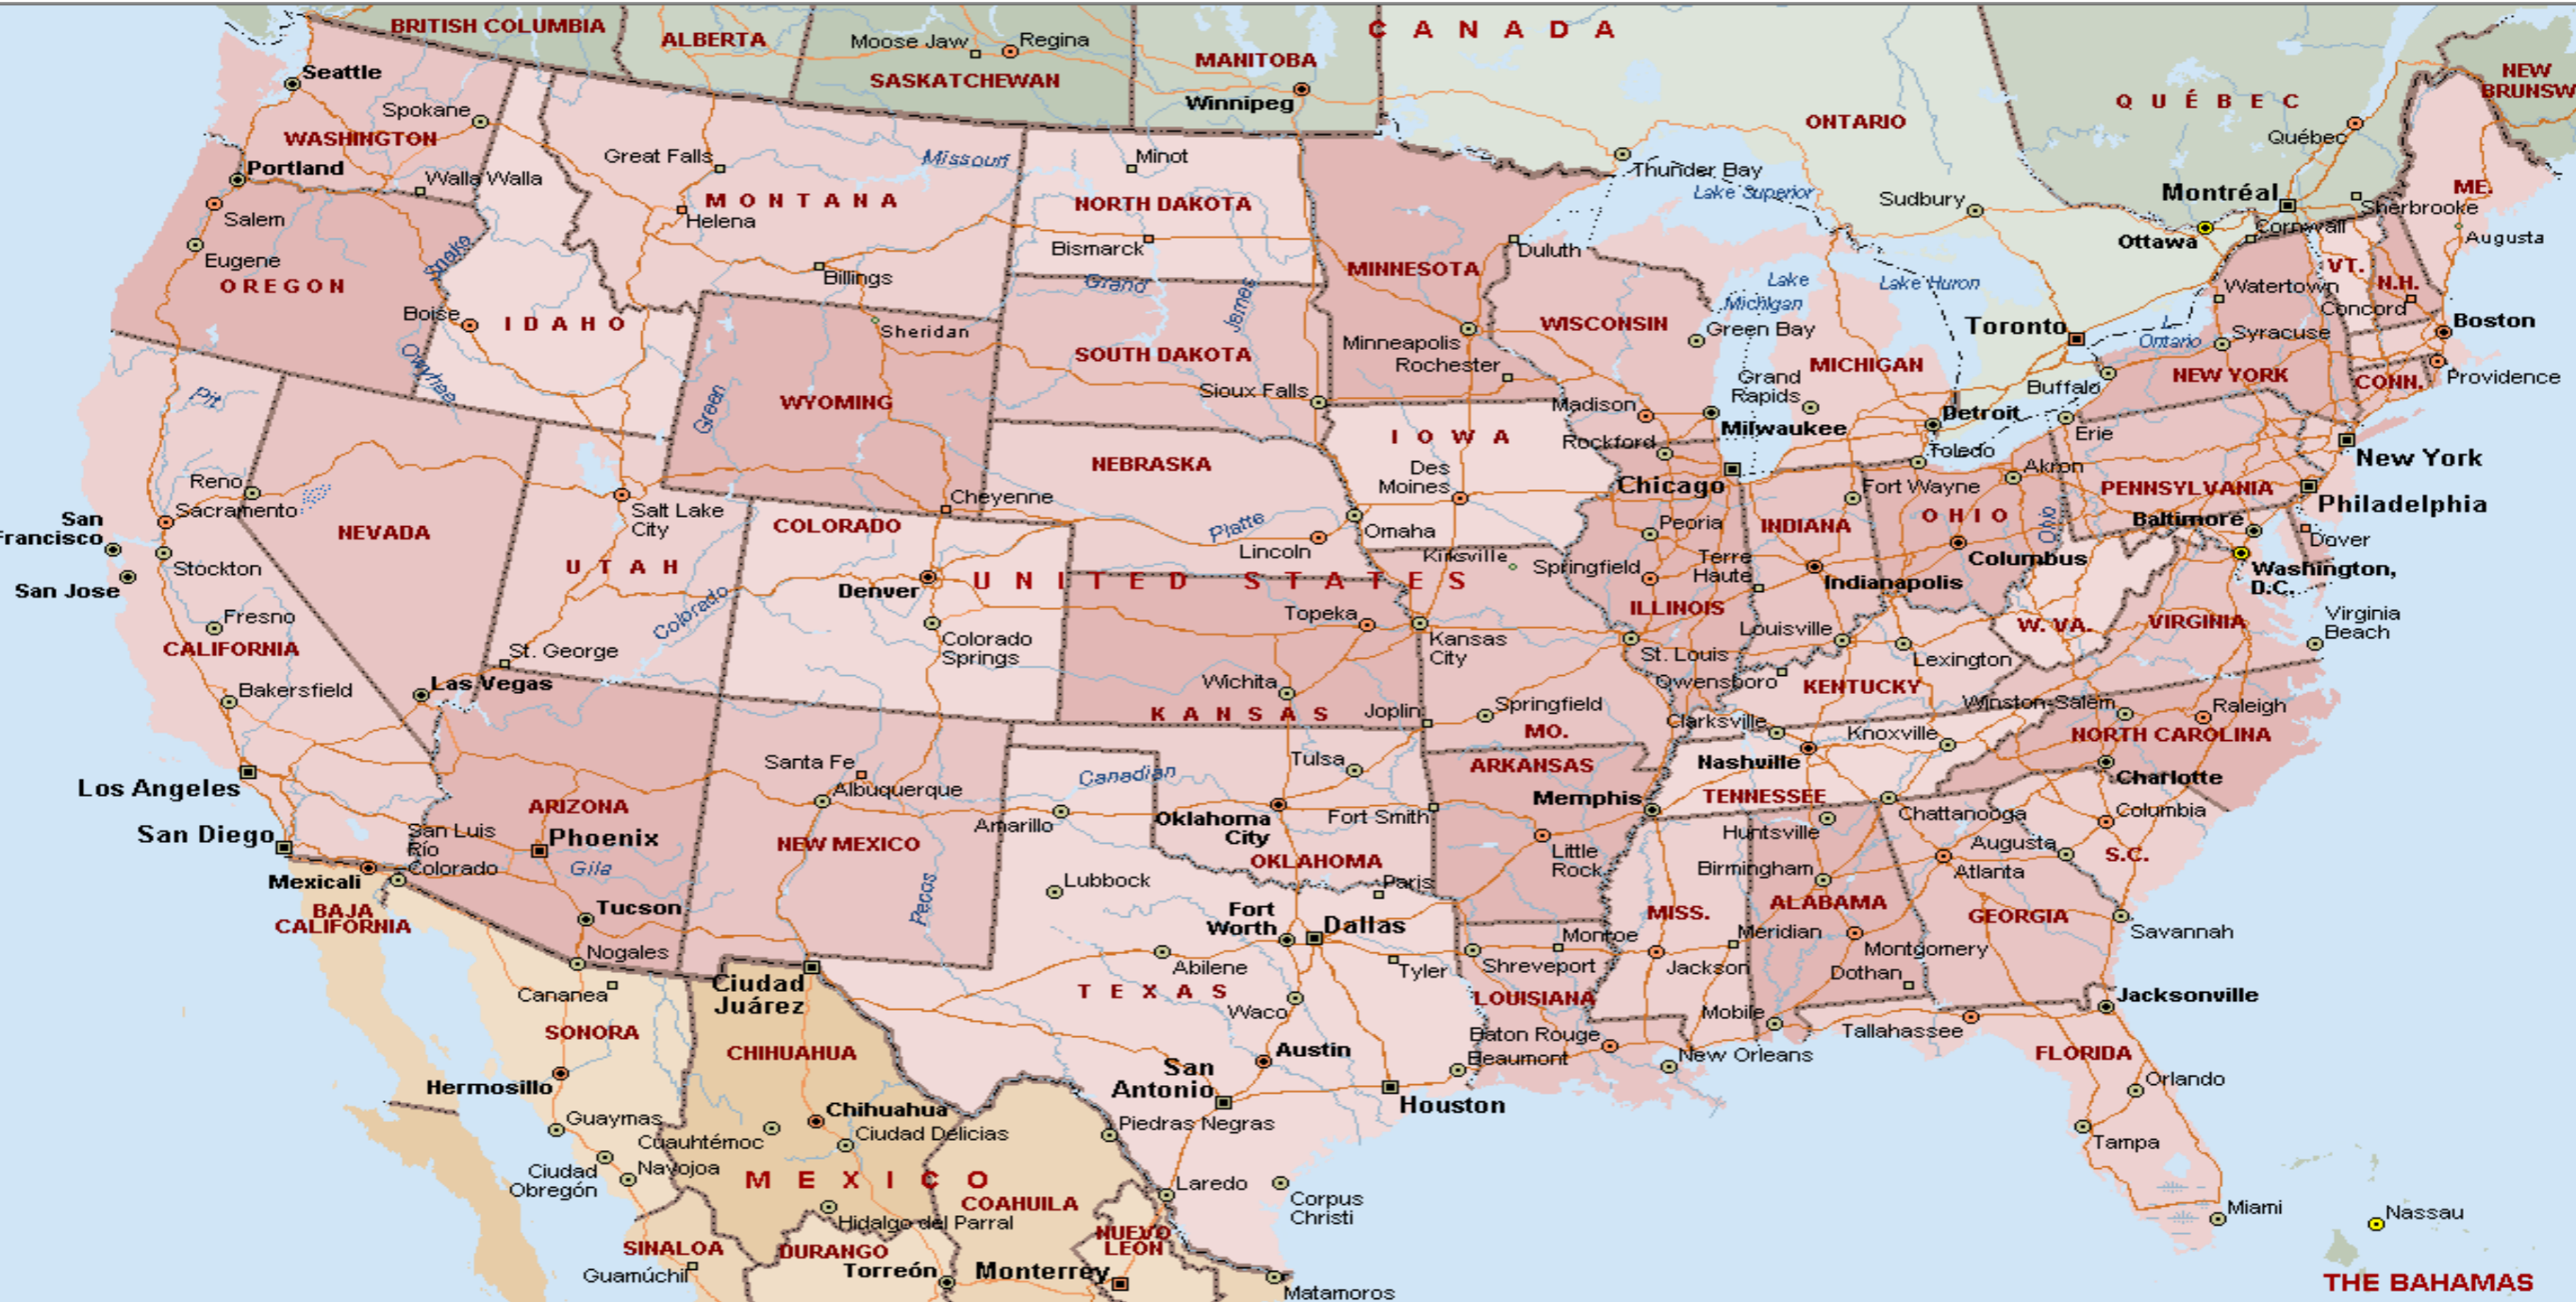 BRITISH COLUMBIA
ALBERTA
Moose Jaw
Regina
SASKATCHEWAN
MANITOBA
Winnipeg
CANADA
ONTARIO
QUÉBEC
Québec
NEW
BRUNSW
Seattle
Spokane
WASHINGTON
Portland
Walla Walla
Salem
Eugene
OREGON
Snake
Boise
IDAHO
Owyhee
Great Falls
MONTANA
Helena
Missouri
Billings
Sheridan
Minot
NORTH DAKOTA
Bismarck
Grand
James
SOUTH DAKOTA
Sioux Falls
MINNESOTA
Duluth
Minneapolis
Rochester
Thunder Bay
Lake Superior
Sudbury
Montréal
Sherbrooke
Ottawa
Cornwall
ME.
Augusta
VT.
N.H.
Concord
Watertown
Syracuse
Boston
Providence
CONN.
NEW YORK
Toronto
L.
Ontario
Buffalo
Lake
Michigan
Lake Huron
WISCONSIN
Green Bay
MICHIGAN
Grand
Rapids
Madison
Milwaukee
Detroit
Rockford
Toledo
Erie
Akron
Chicago
Fort Wayne
PENNSYLVANIA
New York
Philadelphia
Baltimore
Dover
Washington,
D.C.
Pit
Reno
Sacramento
San
Francisco
San Jose
Stockton
Fresno
CALIFORNIA
Bakersfield
NEVADA
Las Vegas
Salt Lake
City
UTAH
St. George
Colorado
Green
WYOMING
Cheyenne
COLORADO
Denver
Colorado
Springs
NEBRASKA
Platte
Lincoln
Omaha
IOWA
Des
Moines
Kirksville
UNITED STATES
Topeka
Kansas
City
Wichita
KANSAS
Joplin
Springfield
MO.
Peoria
Springfield
ILLINOIS
St. Louis
INDIANA
Terre
Haute
Indianapolis
OHIO
Ohio
Columbus
Louisville
Lexington
Owensboro
KENTUCKY
W. VA.
VIRGINIA
Virginia
Beach
Winston-Salem
Raleigh
NORTH CAROLINA
Charlotte
Columbia
S.C.
Clarksville
Nashville
Knoxville
TENNESSEE
Chattanooga
Memphis
Huntsville
Birmingham
ALABAMA
Montgomery
Dothan
Mobile
Atlanta
Augusta
GEORGIA
Savannah
Jacksonville
Tallahassee
FLORIDA
Orlando
Tampa
Miami
Nassau
THE BAHAMAS
Los Angeles
San Diego
Mexicali
San Luis
Río
Colorado
BAJA
CALIFORNIA
ARIZONA
Phoenix
Gila
Tucson
Nogales
Santa Fe
Albuquerque
NEW MEXICO
Pecos
Canadian
Amarillo
Lubbock
Tulsa
Oklahoma
City
OKLAHOMA
Fort Smith
ARKANSAS
Little
Rock
Paris
Fort
Worth
Dallas
Abilene
Tyler
TEXAS
Waco
Austin
San
Antonio
Houston
Beaumont
Shreveport
Monroe
LOUISIANA
Baton Rouge
New Orleans
MISS.
Meridian
Jackson
Ciudad
Juárez
Cananea
SONORA
CHIHUAHUA
Hermosillo
Guaymas
Chihuahua
Cuauhtémoc
Ciudad Delicias
Ciudad
Obregón
Navojoa
MEXICO
COAHUILA
Hidalgo del Parral
Piedras Negras
Laredo
Corpus
Christi
NUEVO
LEÓN
SINALOA
DURANGO
Guamúchil
Torreón
Monterrey
Matamoros